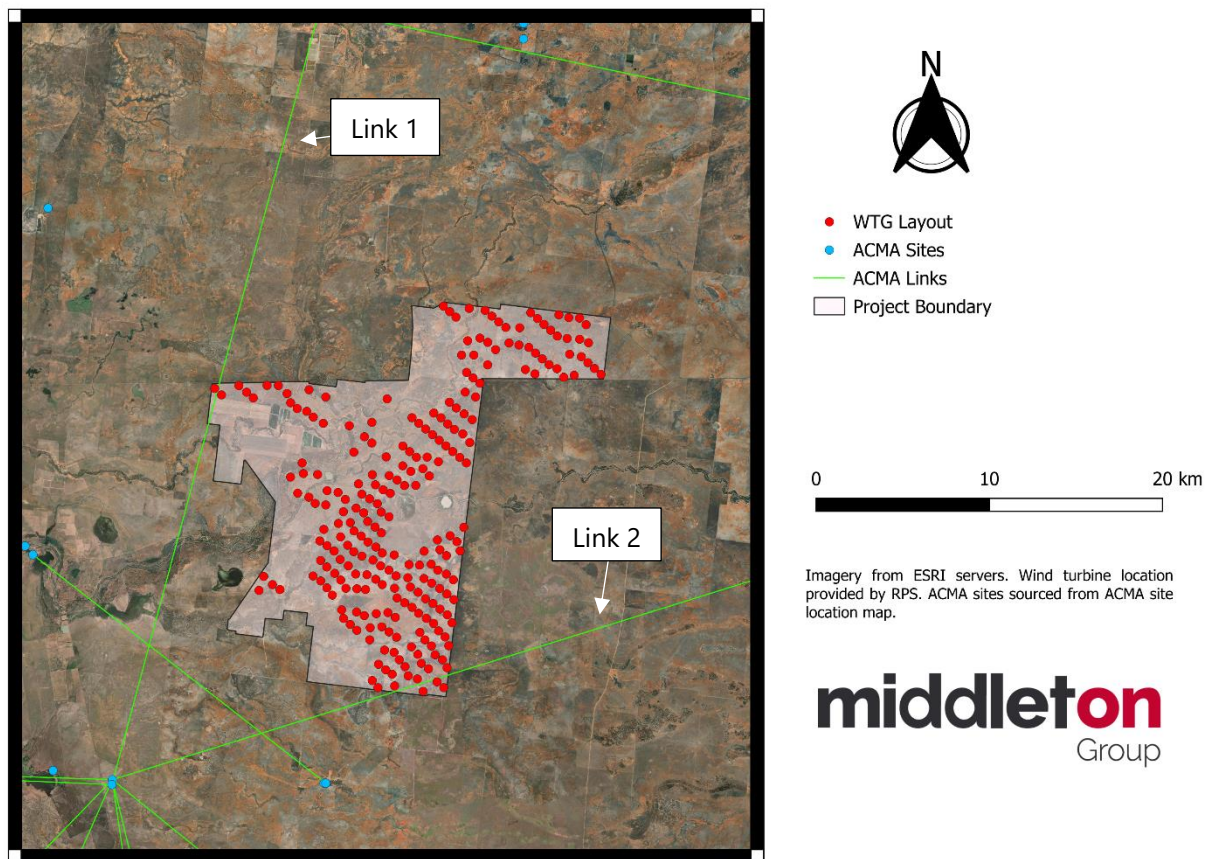 Link 1
Link 2
N
WTG Layout
ACMA Sites
ACMA Links
Project Boundary
0 10 20 km
Imagery from ESRI servers. Wind turbine location
provided by RPS. ACMA sites sourced from ACMA site
location map.
middleton
Group